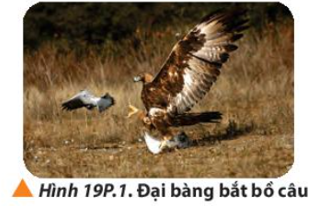 Hình 19P.1. Đại bàng bắt bồ câu